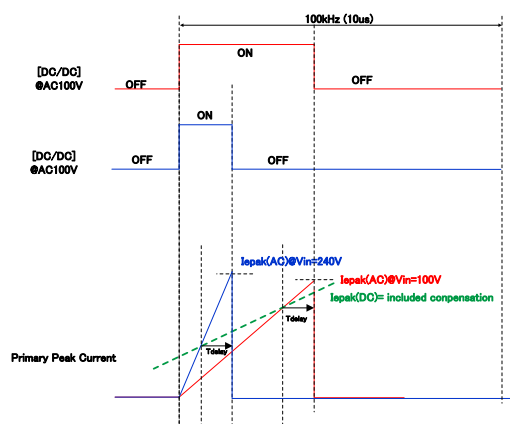 100kHz (10us)
ON
[DC/DC]
@AC100V
OFF
OFF
ON
[DC/DC]
@AC100V
OFF
OFF
Iepak(AC)@Vin=240V
Iepak(AC)@Vin=100V
Iepak(DC)= included conpensation
Tdelay
Tdelay
Primary Peak Current